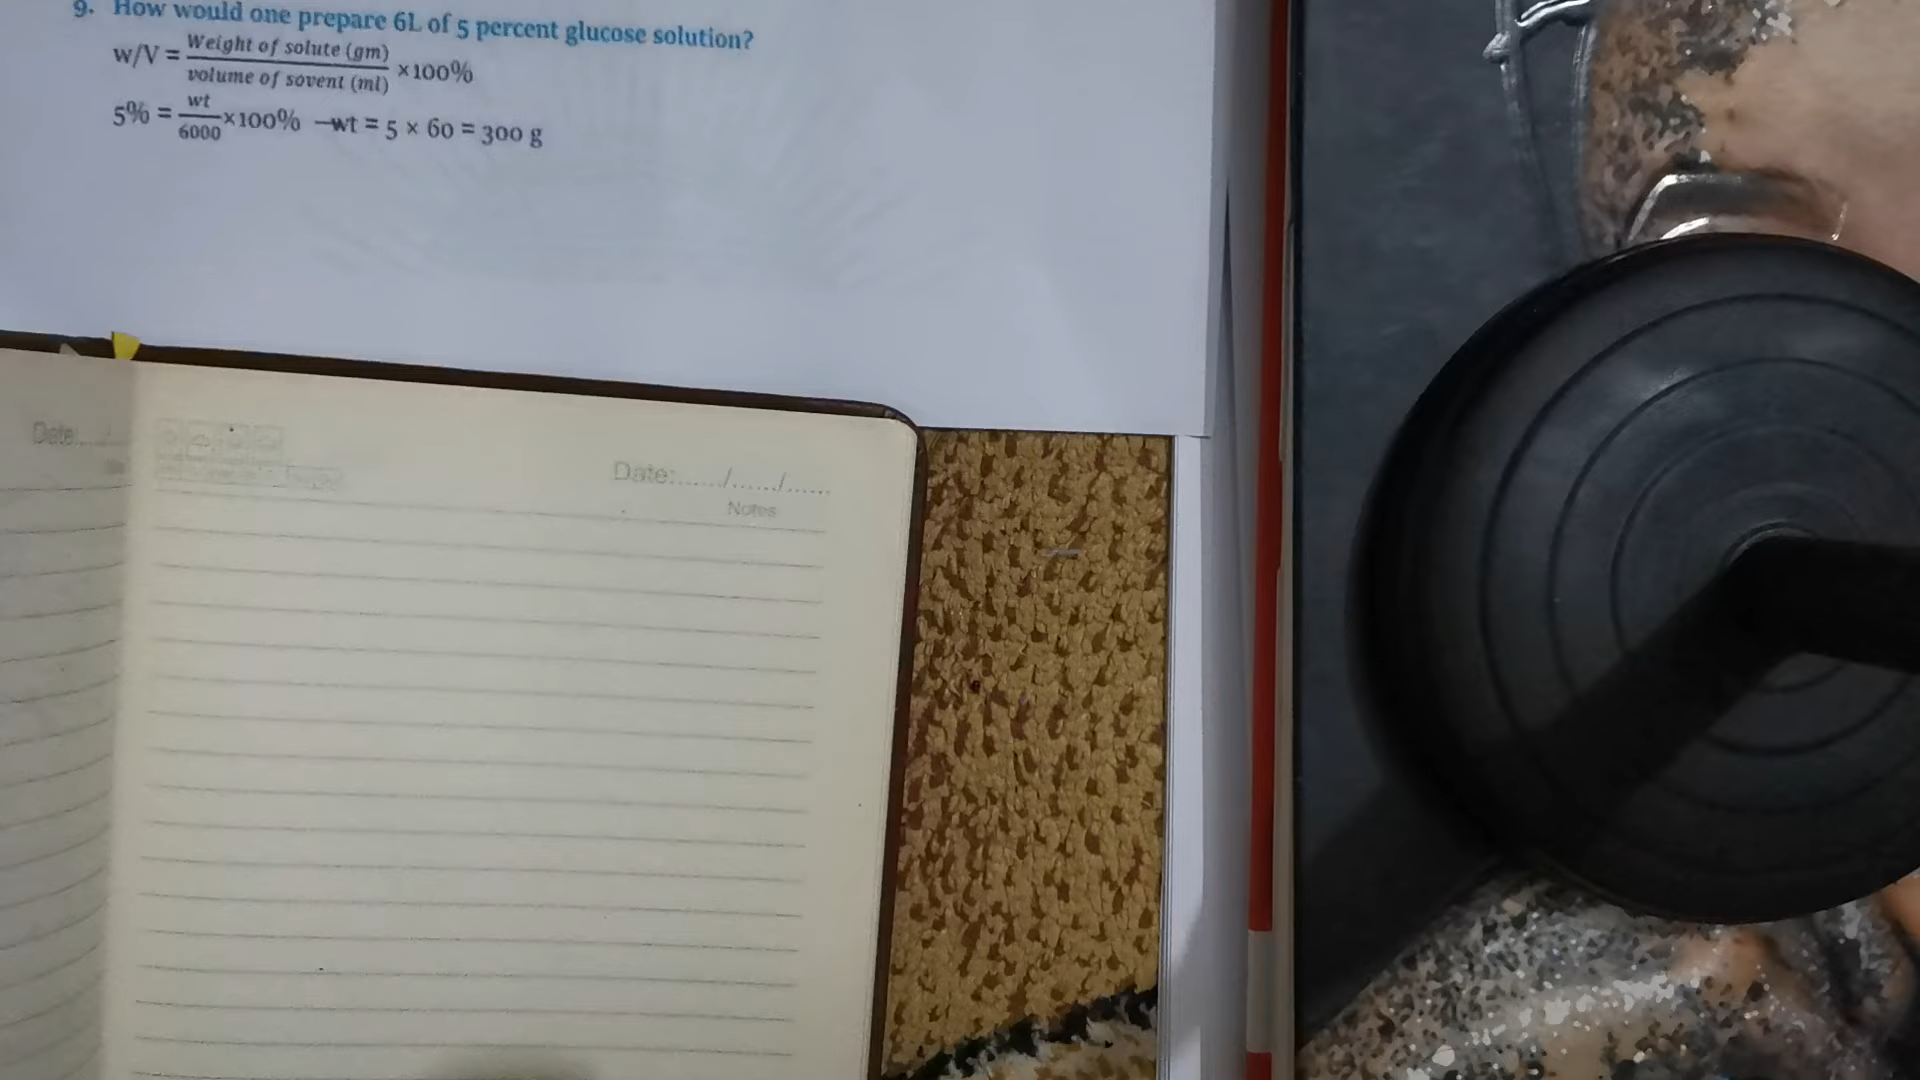 9. How would one prepare 6L of 5 percent glucose solution?
w/V = Weight of solute (gm) / volume of sovent (ml) ×100%
5% = wt / 6000 ×100% —wt = 5 × 60 = 300 g
Date:
Date:....../....../......
Notes